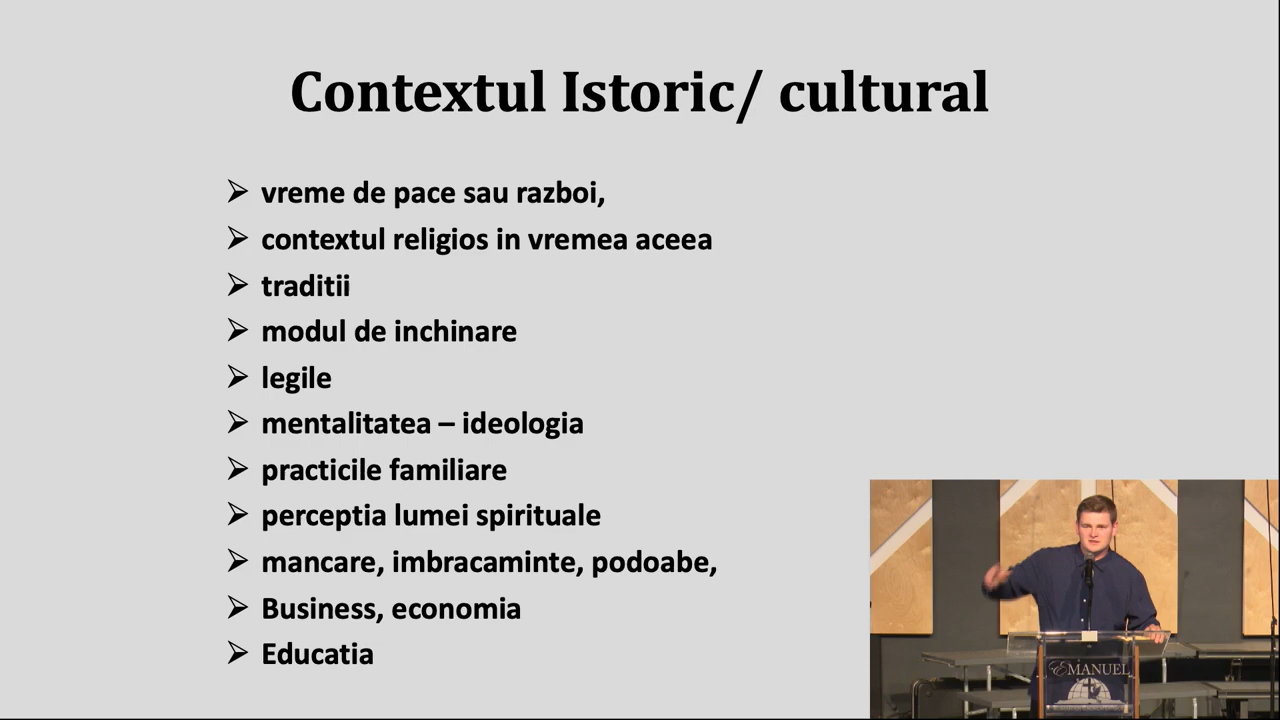 Contextul Istoric/ cultural
vreme de pace sau razboi,
contextul religios in vremea aceea
traditii
modul de inchinare
legile
mentalitatea – ideologia
practicile familiare
perceptia lumei spirituale
mancare, imbracaminte, podoabe,
Business, economia
Educatia
EMANUEL